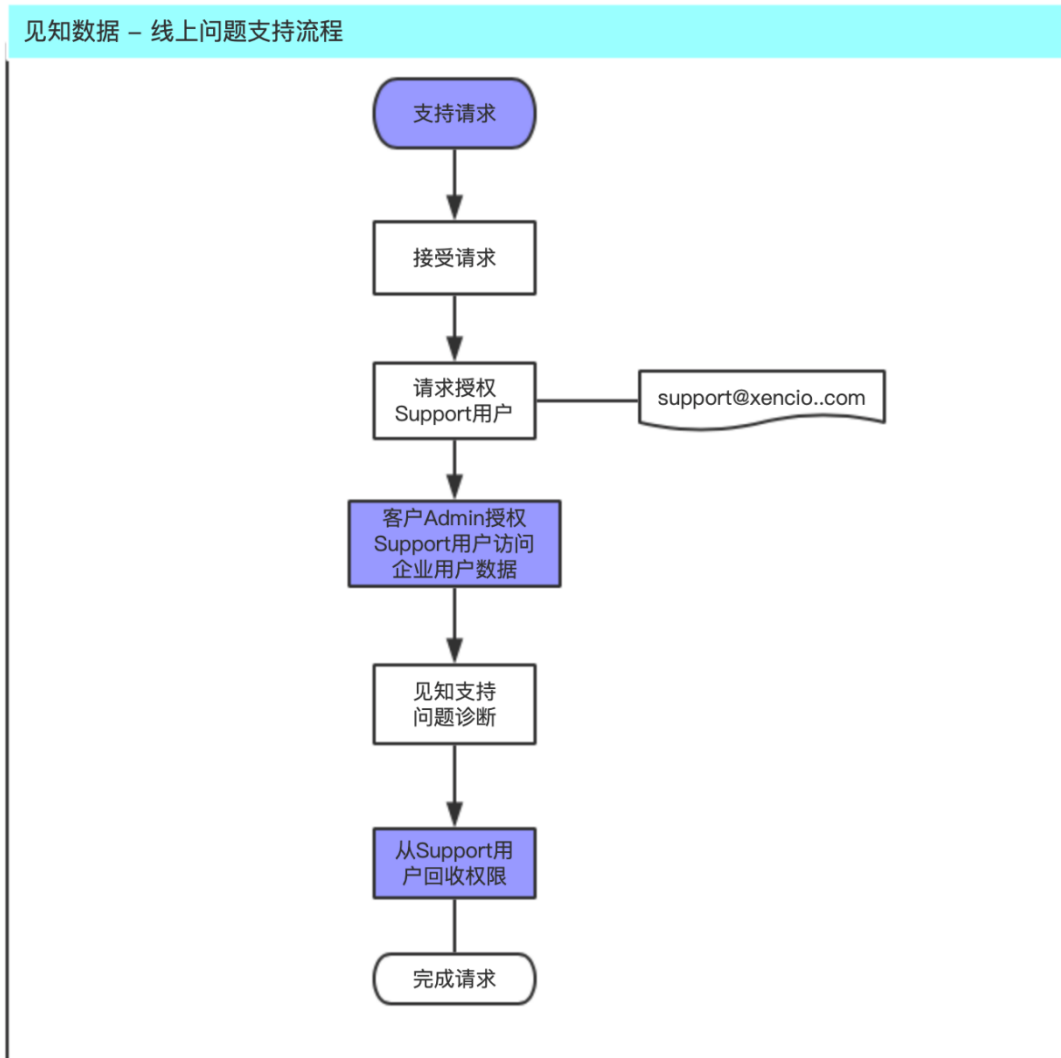 见知数据 – 线上问题支持流程
支持请求
接受请求
请求授权
Support用户
support@xencio..com
客户Admin授权
Support用户访问
企业用户数据
见知支持
问题诊断
从Support用
户回收权限
完成请求